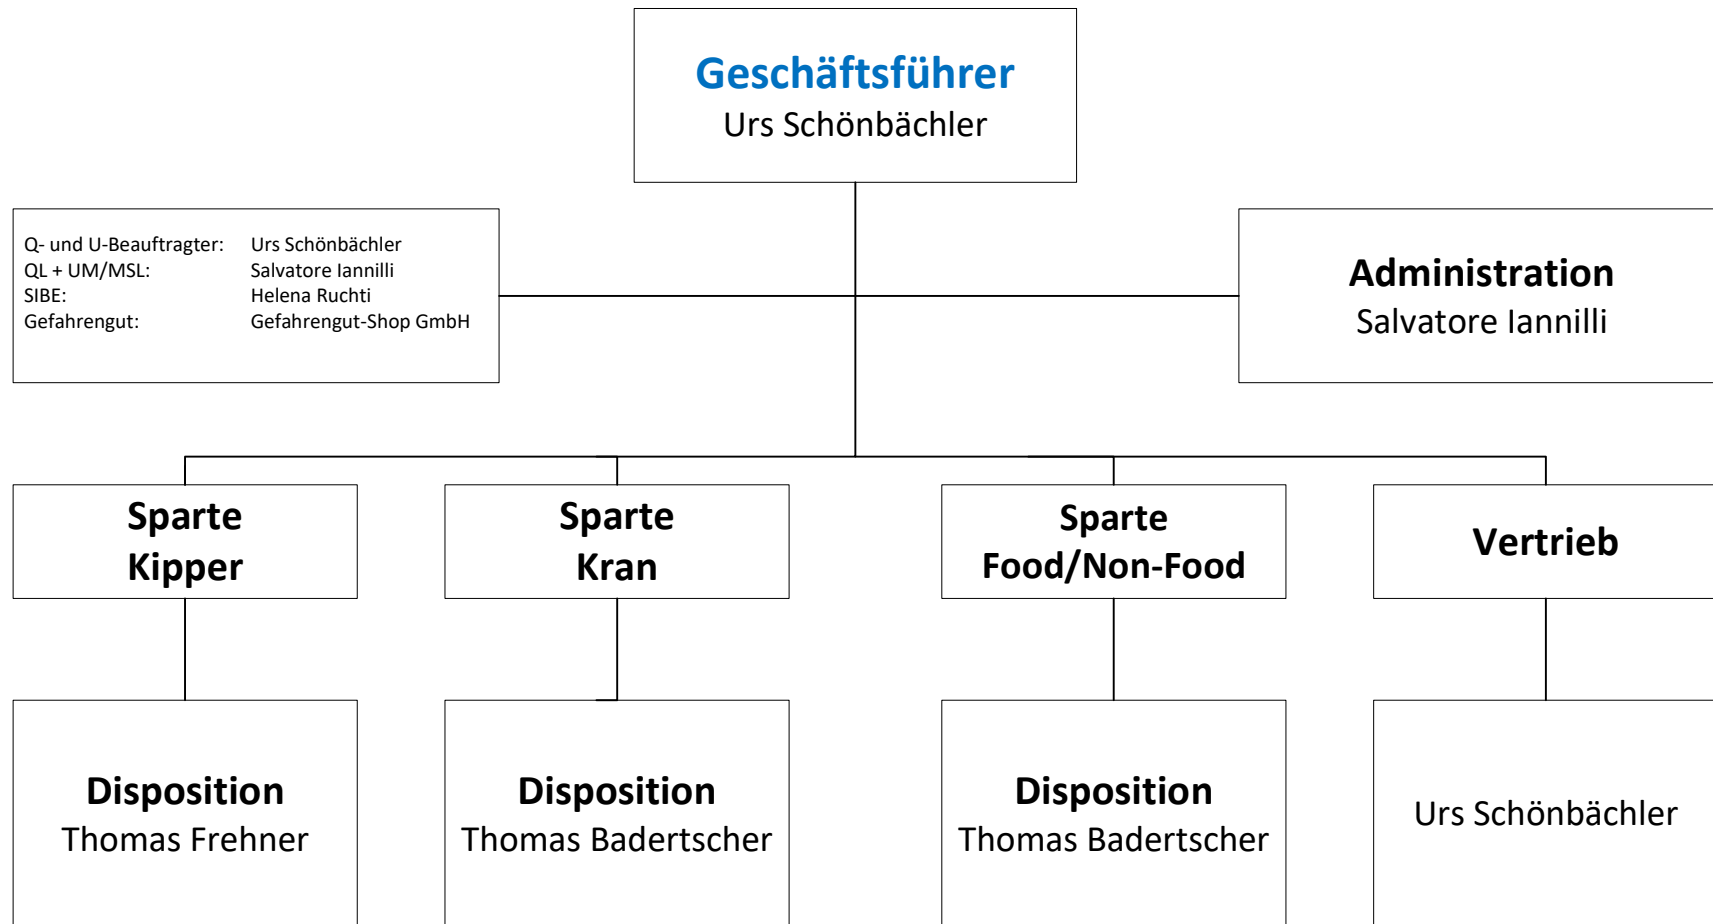 Geschäftsführer
Urs Schönbächler
Q- und U-Beauftragter: Urs Schönbächler
QL + UM/MSL: Salvatore Iannilli
SIBE: Helena Ruchti
Gefahrengut: Gefahrengut-Shop GmbH
Administration
Salvatore Iannilli
Sparte
Kipper
Sparte
Kran
Sparte
Food/Non-Food
Vertrieb
Disposition
Thomas Frehner
Disposition
Thomas Badertscher
Disposition
Thomas Badertscher
Urs Schönbächler